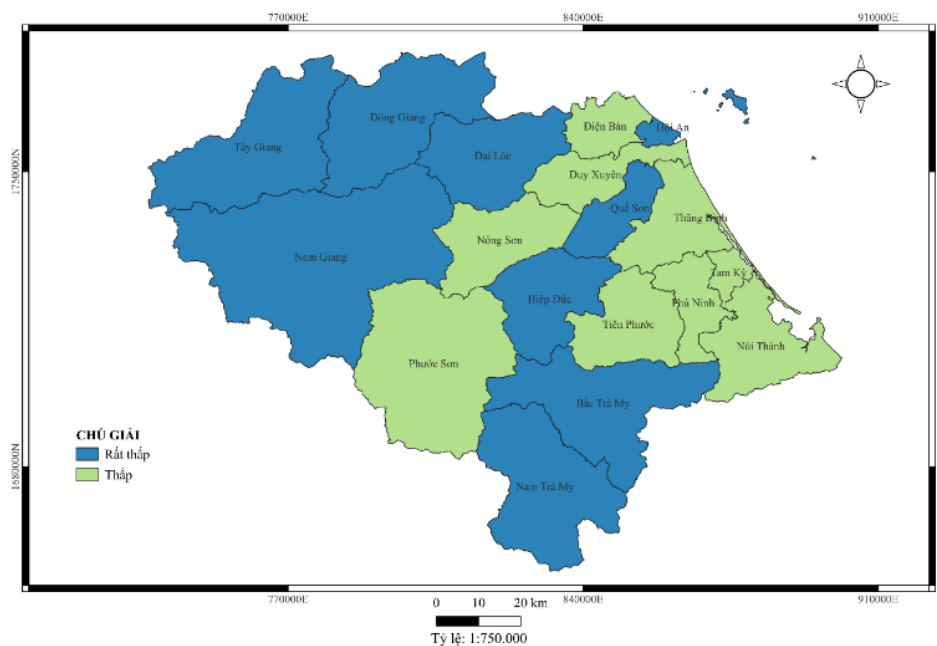 770000E
840000E
910000E
1750000N
1680000N
Điện Bàn
Hội An
Đông Giang
Tây Giang
Đại Lộc
Duy Xuyên
Quế Sơn
Thăng Bình
Nông Sơn
Nam Giang
Tam Kỳ
Hiệp Đức
Phú Ninh
Tiên Phước
Núi Thành
Phước Sơn
Bắc Trà My
Nam Trà My
CHÚ GIẢI
Rất thấp
Thấp
770000E
840000E
910000E
0 10 20 km
Tỳ lệ: 1:750.000